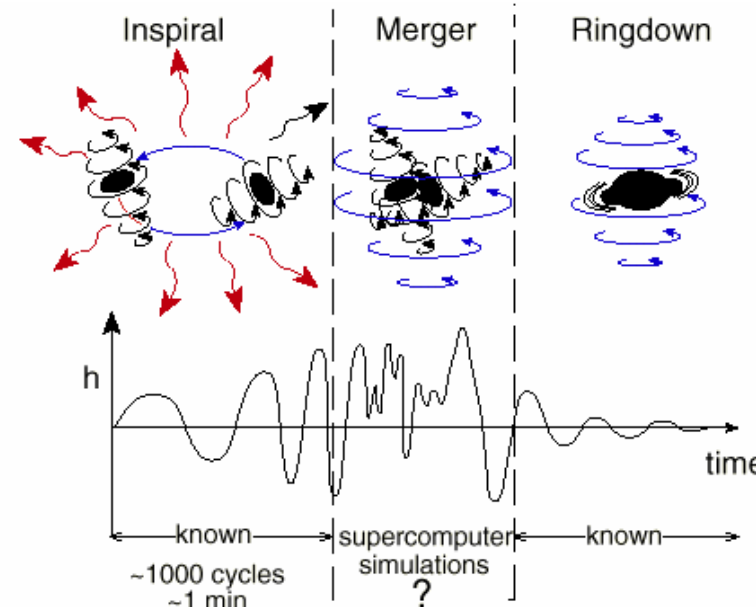 Inspiral
Merger
Ringdown
h
time
known
supercomputer
simulations
?
known
~1000 cycles
~1 min